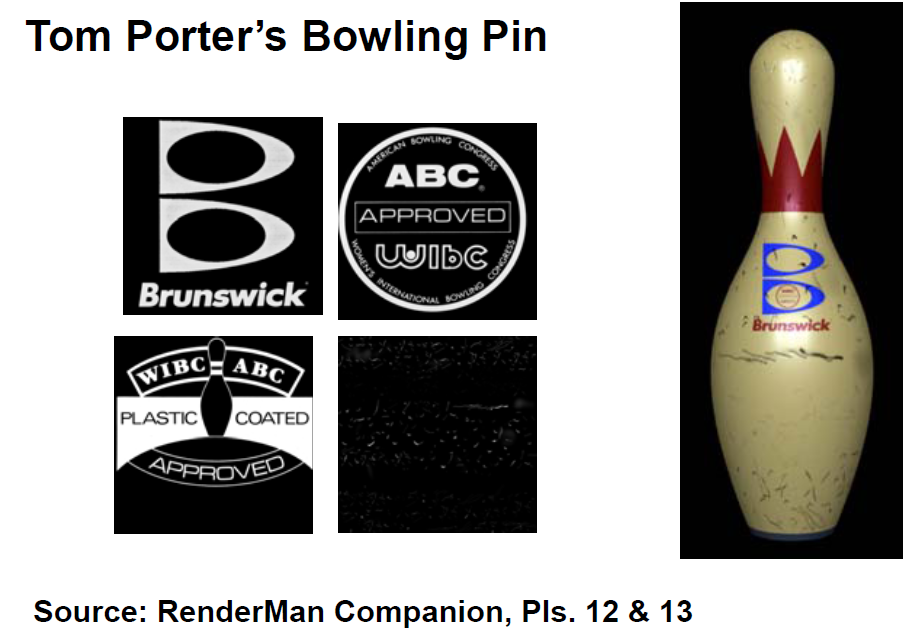 Tom Porter's Bowling Pin
Brunswick
AMERICAN BOWLING CONGRESS
ABC
APPROVED
WIbC
WOMEN'S INTERNATIONAL BOWLING CONGRESS
WIBC ABC
PLASTIC COATED
APPROVED
Brunswick
Source: RenderMan Companion, Pls. 12 & 13